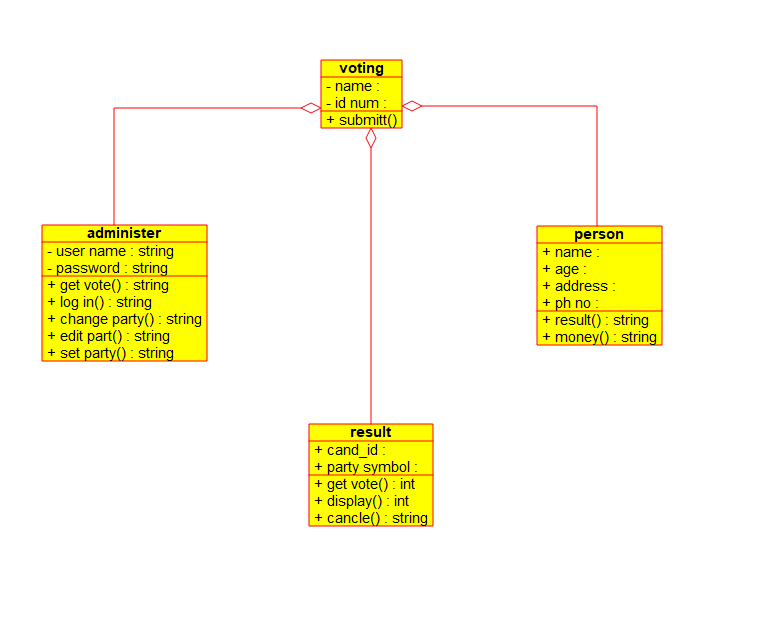 voting
- name :
- id num :
+ submitt()
administer
- user name : string
- password : string
+ get vote() : string
+ log in() : string
+ change party() : string
+ edit part() : string
+ set party() : string
person
+ name :
+ age :
+ address :
+ ph no :
+ result() : string
+ money() : string
result
+ cand_id :
+ party symbol :
+ get vote() : int
+ display() : int
+ cancle() : string